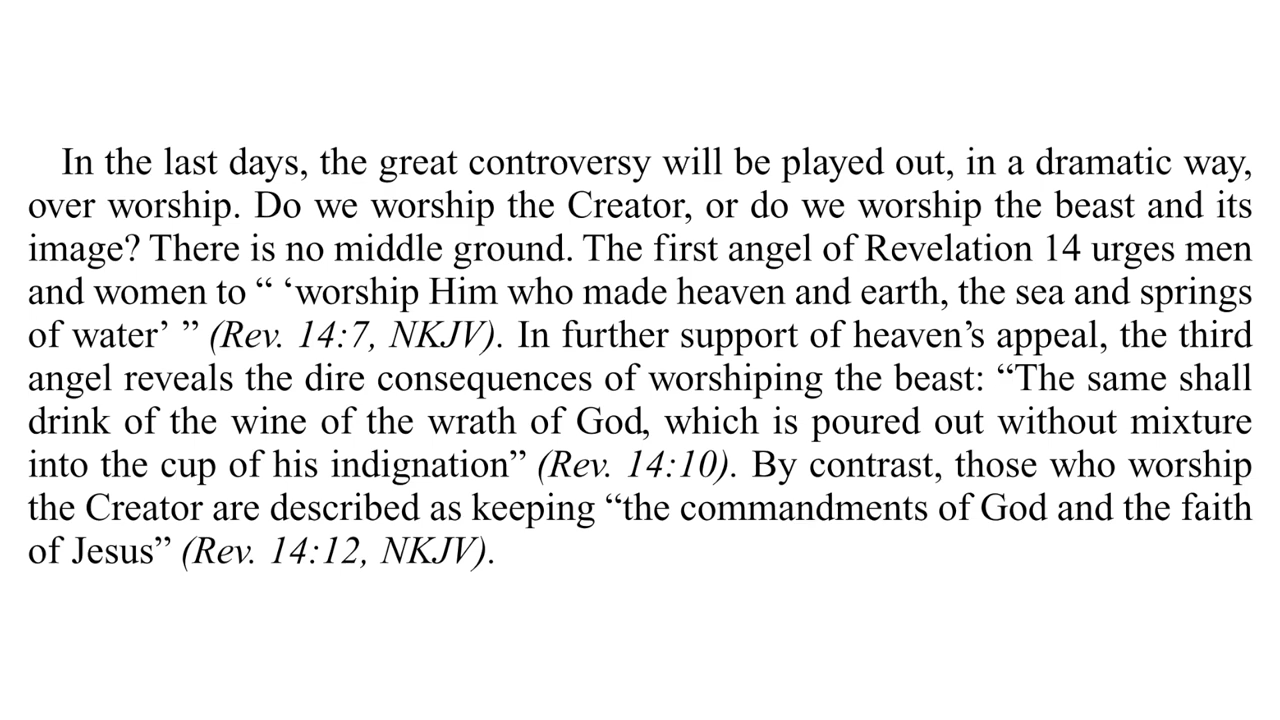 In the last days, the great controversy will be played out, in a dramatic way,
over worship. Do we worship the Creator, or do we worship the beast and its
image? There is no middle ground. The first angel of Revelation 14 urges men
and women to “ ‘worship Him who made heaven and earth, the sea and springs
of water’ ” (Rev. 14:7, NKJV). In further support of heaven’s appeal, the third
angel reveals the dire consequences of worshiping the beast: “The same shall
drink of the wine of the wrath of God, which is poured out without mixture
into the cup of his indignation” (Rev. 14:10). By contrast, those who worship
the Creator are described as keeping “the commandments of God and the faith
of Jesus” (Rev. 14:12, NKJV).